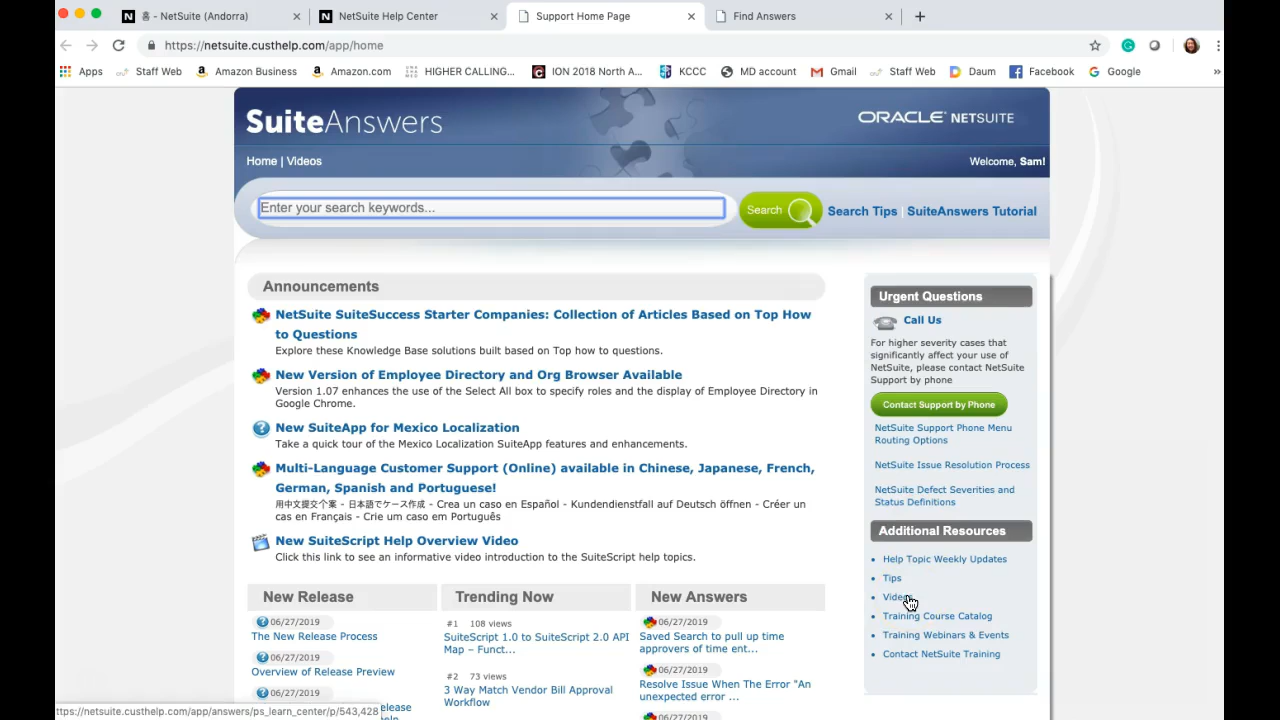 홈 - NetSuite (Andorra)
NetSuite Help Center
Support Home Page
Find Answers
https://netsuite.custhelp.com/app/home
Apps
Staff Web
Amazon Business
Amazon.com
HIGHER CALLING...
ION 2018 North A...
KCCC
MD account
Gmail
Staff Web
Daum
Facebook
Google
SuiteAnswers
ORACLE NETSUITE
Home | Videos
Welcome, Sam!
Enter your search keywords...
Search
Search Tips | SuiteAnswers Tutorial
Announcements
NetSuite SuiteSuccess Starter Companies: Collection of Articles Based on Top How
to Questions
Explore these Knowledge Base solutions built based on Top how to questions.
New Version of Employee Directory and Org Browser Available
Version 1.07 enhances the use of the Select All box to specify roles and the display of Employee Directory in
Google Chrome.
New SuiteApp for Mexico Localization
Take a quick tour of the Mexico Localization SuiteApp features and enhancements.
Multi-Language Customer Support (Online) available in Chinese, Japanese, French,
German, Spanish and Portuguese!
用中文提交个案 - 日本語でケース作成 - Crea un caso en Español - Kundendienstfall auf Deutsch öffnen - Créer un
cas en Français - Crie um caso em Português
New SuiteScript Help Overview Video
Click this link to see an informative video introduction to the SuiteScript help topics.
New Release
06/27/2019
The New Release Process
06/27/2019
Overview of Release Preview
06/27/2019
elease
help
Trending Now
#1 108 views
SuiteScript 1.0 to SuiteScript 2.0 API
Map – Funct...
#2 73 views
3 Way Match Vendor Bill Approval
Workflow
New Answers
06/27/2019
Saved Search to pull up time
approvers of time ent...
06/27/2019
Resolve Issue When The Error "An
unexpected error ...
06/27/2019
Urgent Questions
Call Us
For higher severity cases that
significantly affect your use of
NetSuite, please contact NetSuite
Support by phone
Contact Support by Phone
NetSuite Support Phone Menu
Routing Options
NetSuite Issue Resolution Process
NetSuite Defect Severities and
Status Definitions
Additional Resources
Help Topic Weekly Updates
Tips
Videos
Training Course Catalog
Training Webinars & Events
Contact NetSuite Training
ttps://netsuite.custhelp.com/app/answers/ps_learn_center/p/543,428